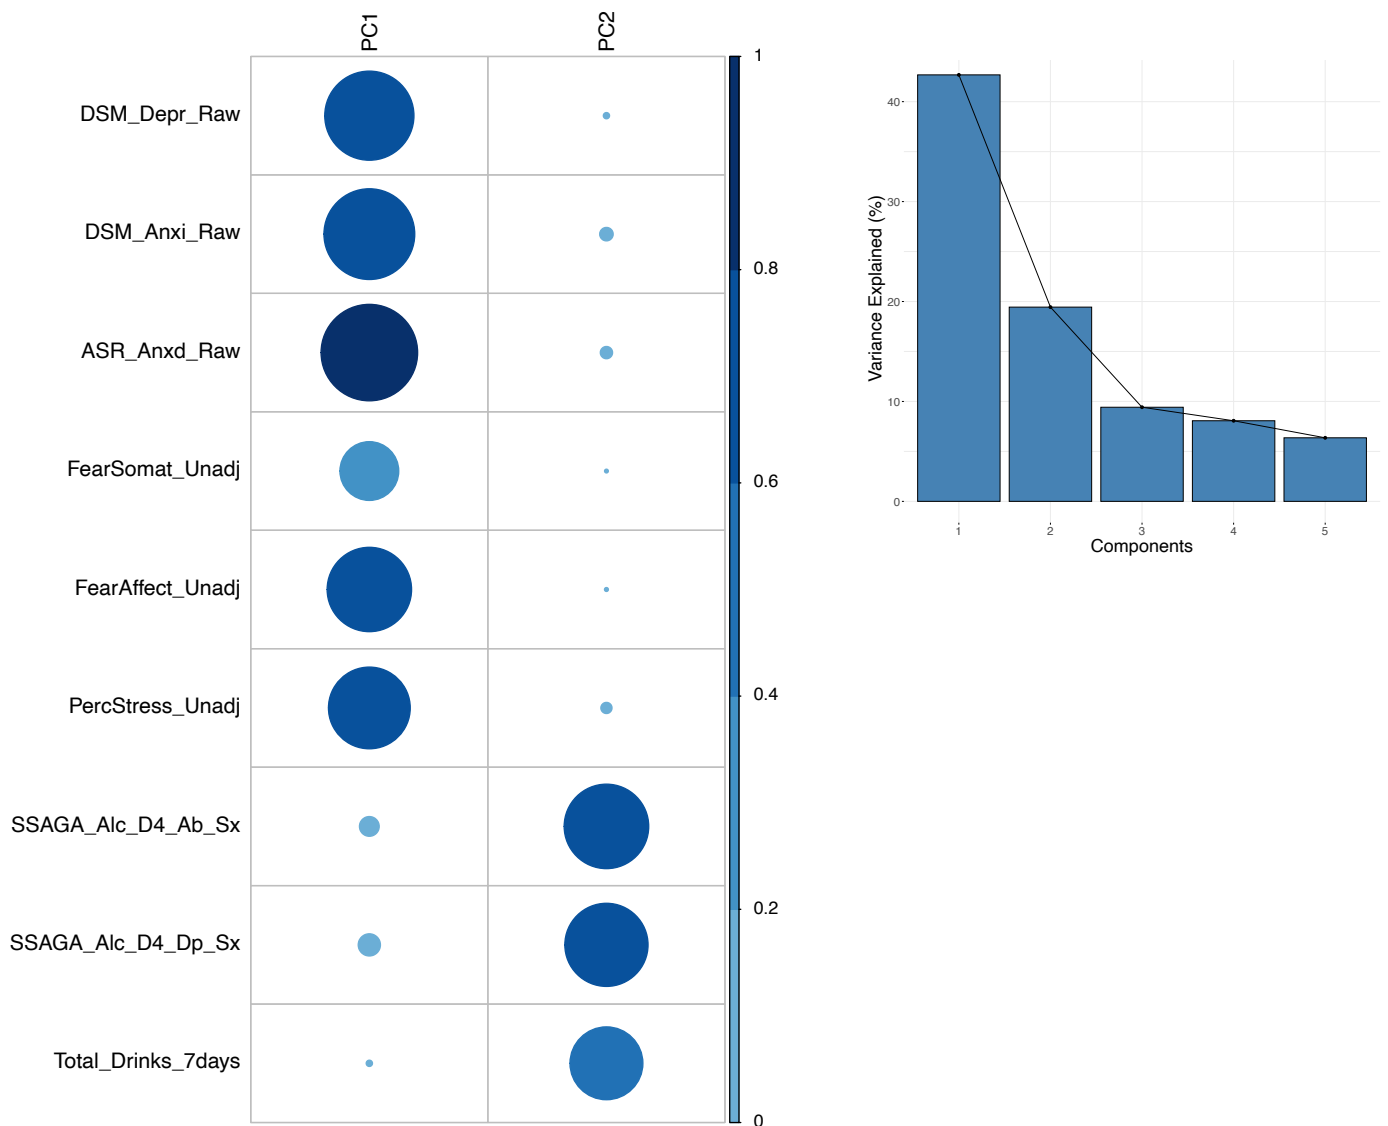 PC1
PC2
DSM_Depr_Raw
DSM_Anxi_Raw
ASR_Anxd_Raw
FearSomat_Unadj
FearAffect_Unadj
PercStress_Unadj
SSAGA_Alc_D4_Ab_Sx
SSAGA_Alc_D4_Dp_Sx
Total_Drinks_7days
1
0.8
0.6
0.4
0.2
0
Variance Explained (%)
40
30
20
10
0
1 2 3 4 5
Components